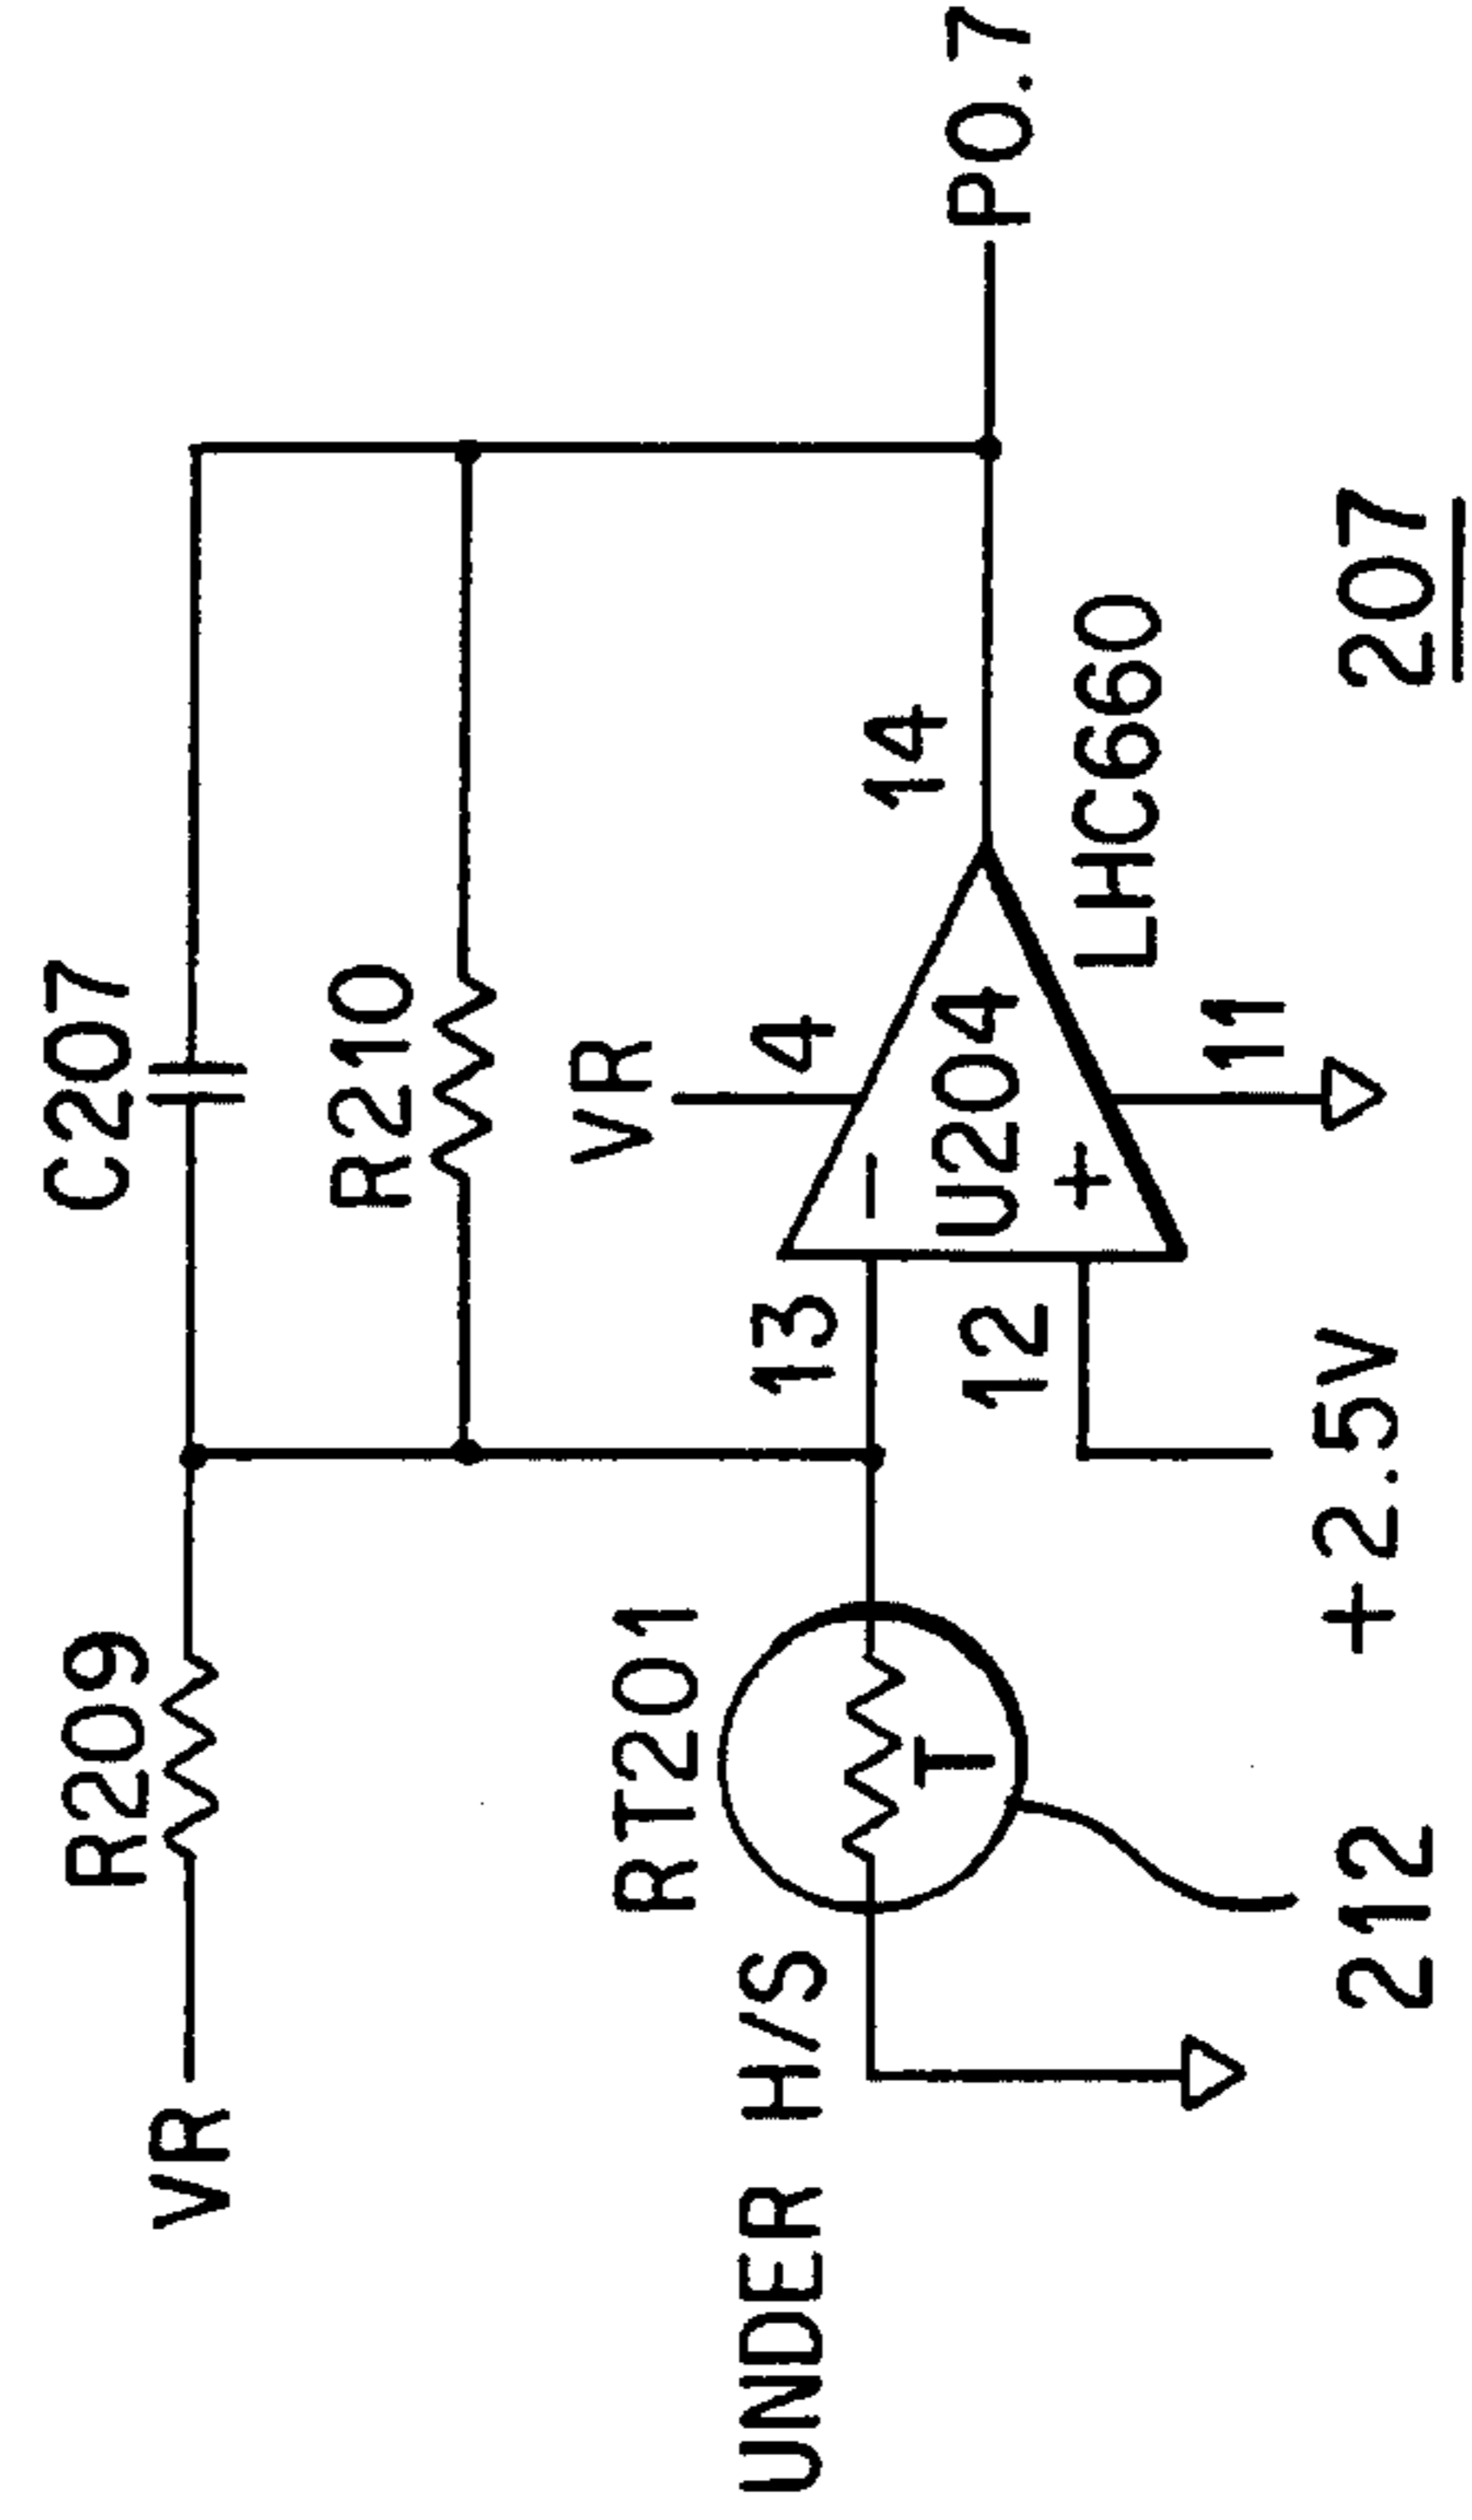 C207
R209
VR
R210
VR
4
RT201
UNDER H/S
13
14
U204
−
+
12
P0.7
LHC660
11
T
+2.5V
212
207